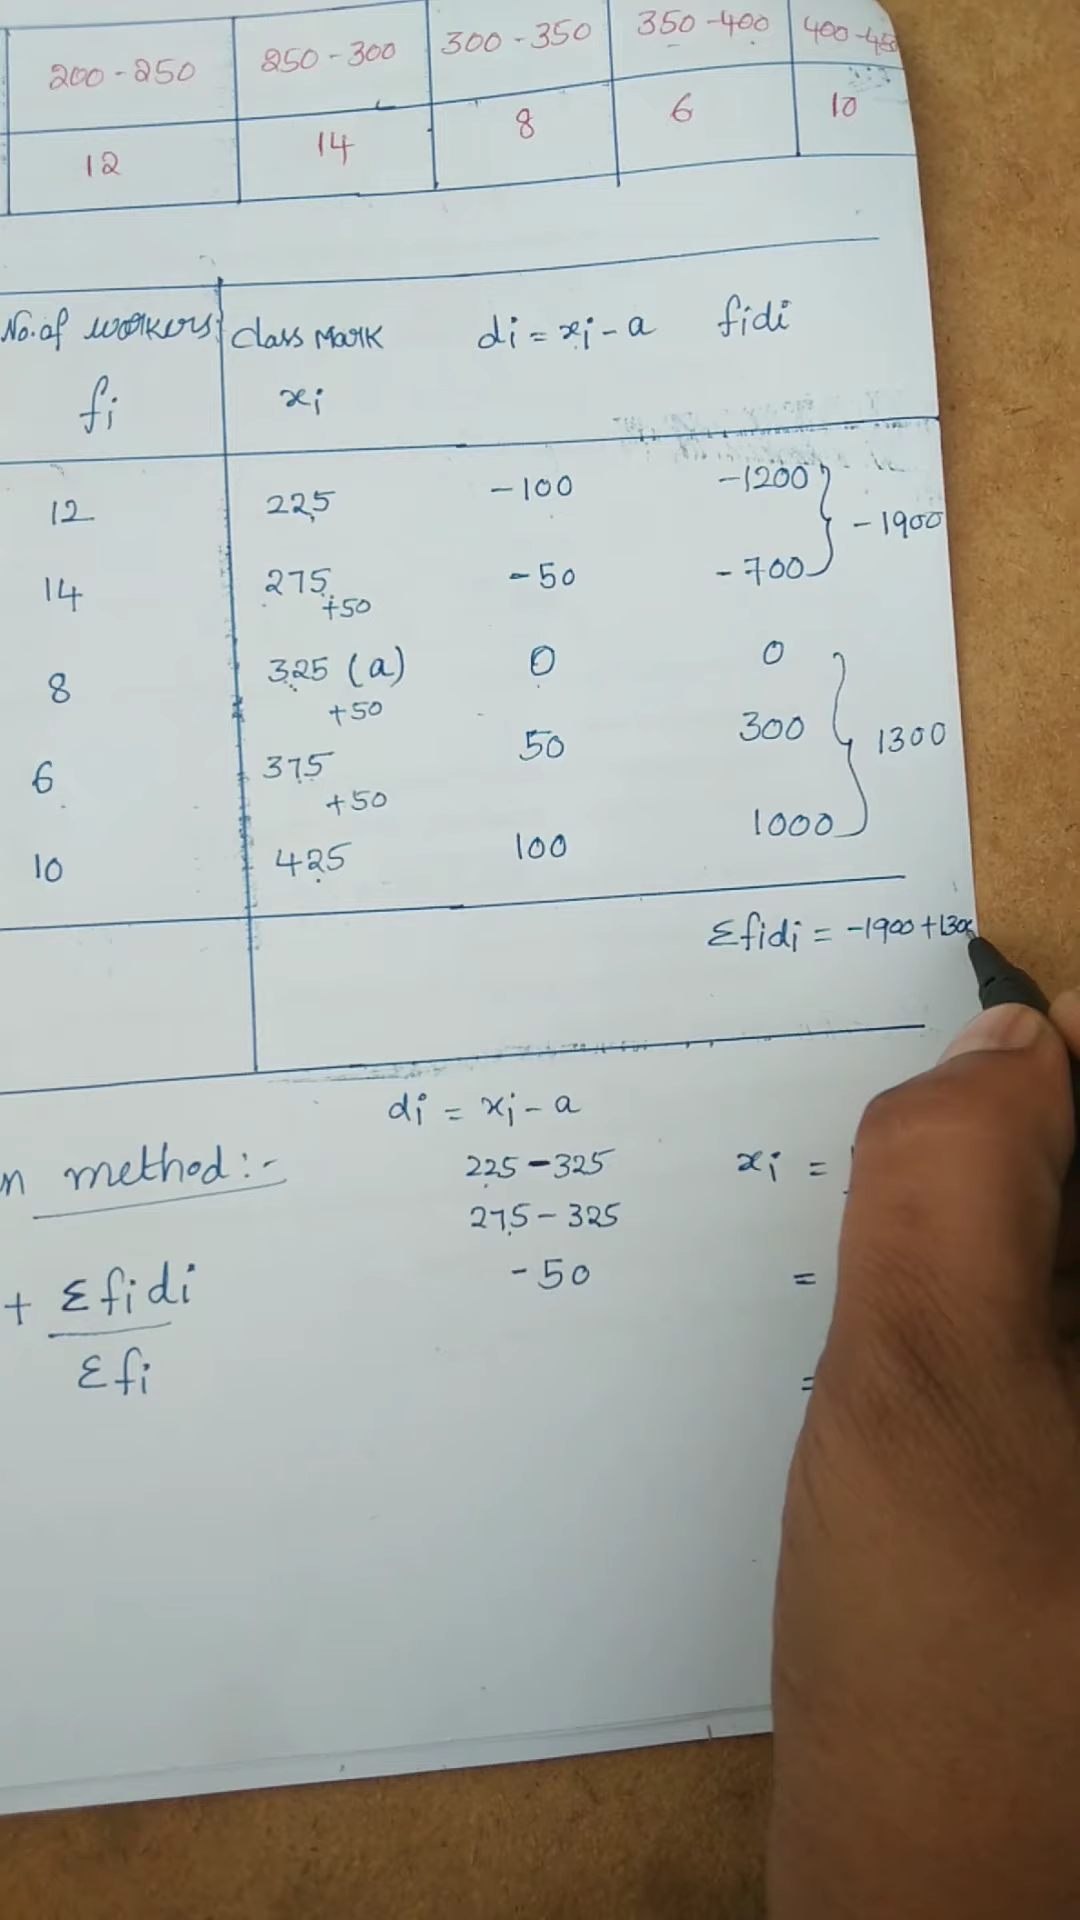 200-250 250-300 300-350 350-400 400-450
12 14 8 6 10
No. of workers class mark di = xi - a fidi
fi xi
12 225 -100 -1200
-1900
14 275 -50 -700
+50
8 325 (a) 0 0
+50
6 375 50 300 1300
+50
10 425 100 1000
Σfidi = -1900 + 130
di = xi - a
n method:-
225 - 325 xi =
275 - 325
-50 =
+ Σfidi
Σfi
=